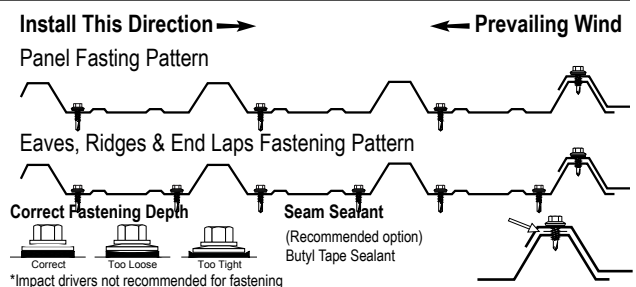 Install This Direction
Prevailing Wind
Panel Fasting Pattern
Eaves, Ridges & End Laps Fastening Pattern
Correct Fastening Depth
Correct
Too Loose
Too Tight
*Impact drivers not recommended for fastening
Seam Sealant
(Recommended option)
Butyl Tape Sealant